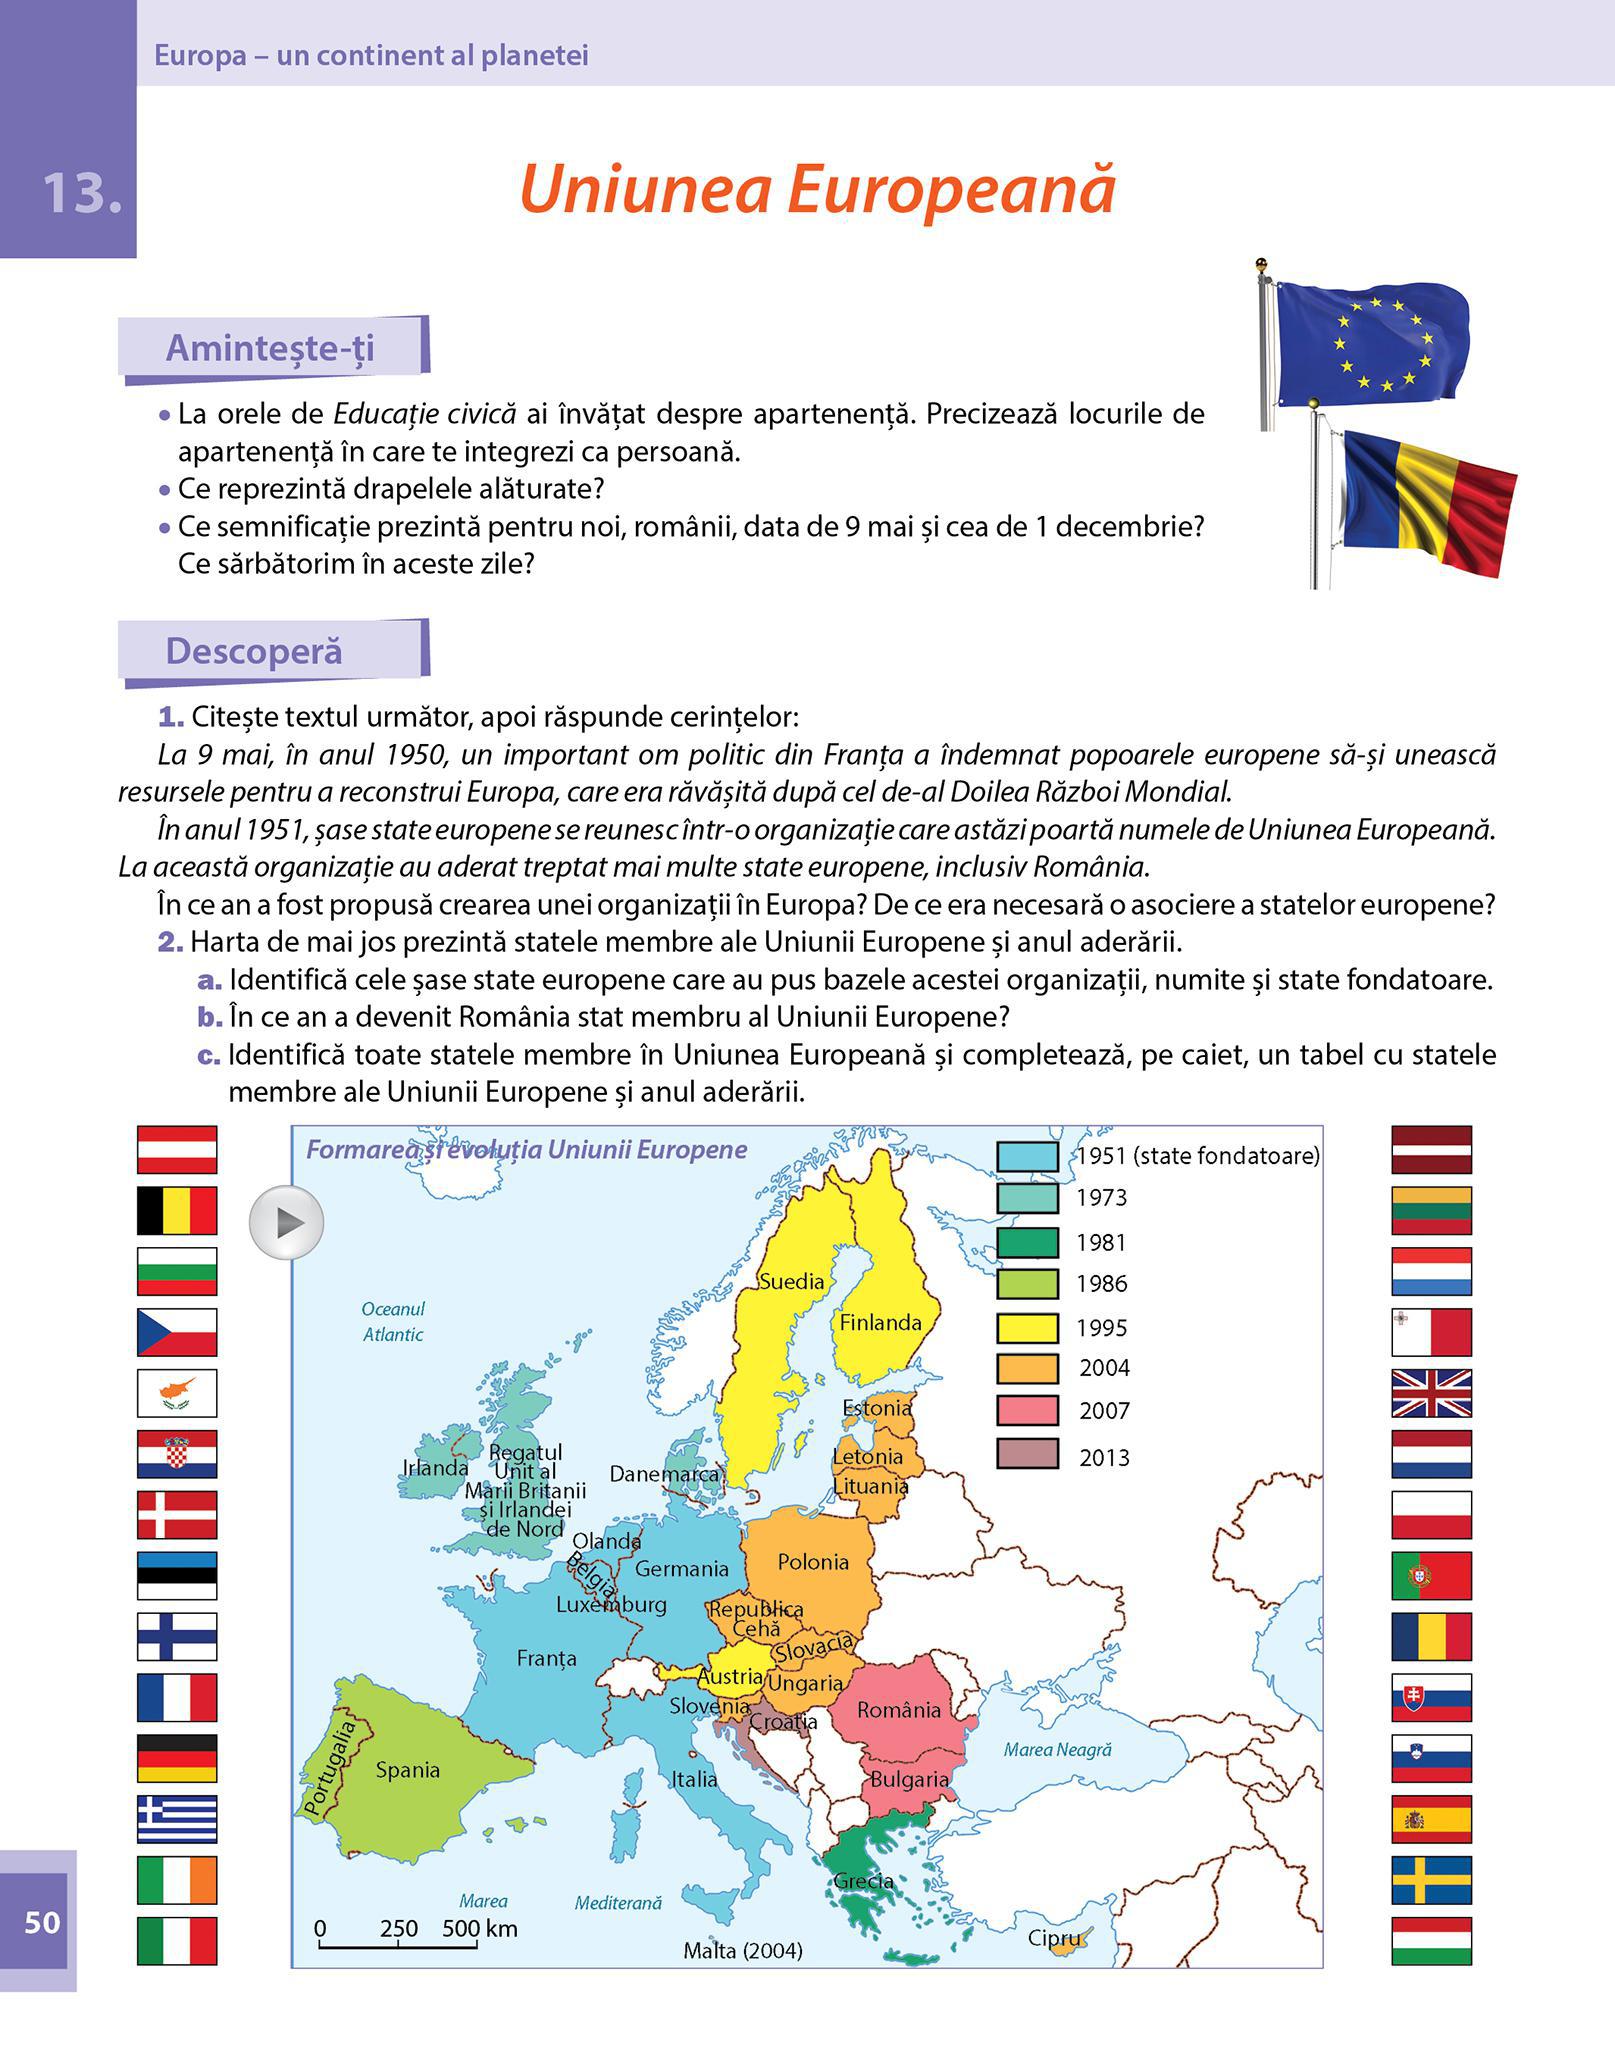 Europa – un continent al planetei
13.
Uniunea Europeană
Amintește-ți
• La orele de Educație civică ai învățat despre apartenență. Precizează locurile de
apartenență în care te integrezi ca persoană.
• Ce reprezintă drapelele alăturate?
• Ce semnificație prezintă pentru noi, românii, data de 9 mai și cea de 1 decembrie?
Ce sărbătorim în aceste zile?
Descoperă
1. Citește textul următor, apoi răspunde cerințelor:
La 9 mai, în anul 1950, un important om politic din Franța a îndemnat popoarele europene să-și unească
resursele pentru a reconstrui Europa, care era răvășită după cel de-al Doilea Război Mondial.
În anul 1951, șase state europene se reunesc într-o organizație care astăzi poartă numele de Uniunea Europeană.
La această organizație au aderat treptat mai multe state europene, inclusiv România.
În ce an a fost propusă crearea unei organizații în Europa? De ce era necesară o asociere a statelor europene?
2. Harta de mai jos prezintă statele membre ale Uniunii Europene și anul aderării.
a. Identifică cele șase state europene care au pus bazele acestei organizații, numite și state fondatoare.
b. În ce an a devenit România stat membru al Uniunii Europene?
c. Identifică toate statele membre în Uniunea Europeană și completează, pe caiet, un tabel cu statele
membre ale Uniunii Europene și anul aderării.
Formarea și evoluția Uniunii Europene
1951 (state fondatoare)
1973
1981
1986
1995
2004
2007
2013
Oceanul
Atlantic
Suedia
Finlanda
Estonia
Letonia
Lituania
Irlanda
Regatul
Unit al
Marii Britanii
și Irlandei
de Nord
Danemarca
Olanda
Belgia
Luxemburg
Germania
Polonia
Republica
Cehă
Slovacia
Franța
Austria
Ungaria
Slovenia
Croația
România
Portugalia
Spania
Italia
Bulgaria
Marea Neagră
Grecia
Marea
Mediterană
Cipru
Malta (2004)
0 250 500 km
50